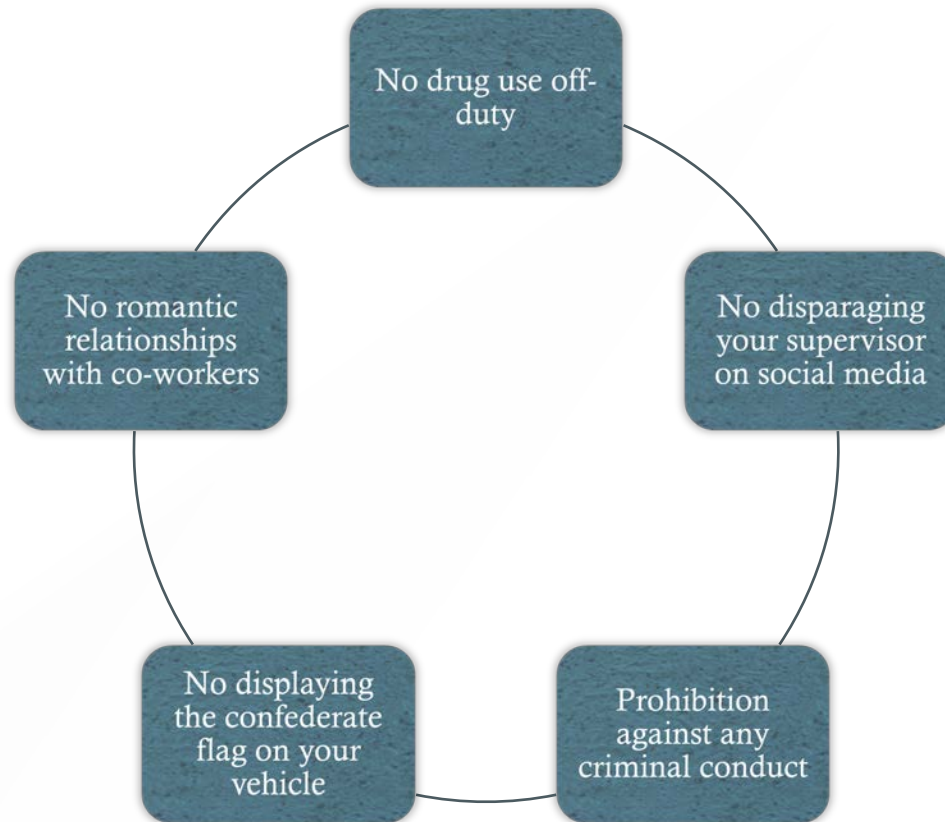 No drug use off-
duty
No disparaging
your supervisor
on social media
Prohibition
against any
criminal conduct
No displaying
the confederate
flag on your
vehicle
No romantic
relationships
with co-workers